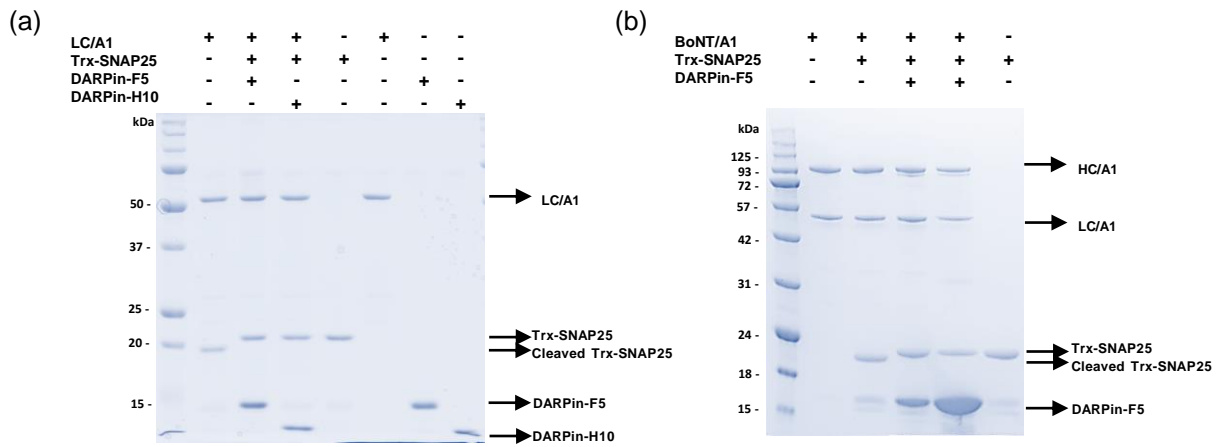 (a)
LC/A1 + + + - + - -
Trx-SNAP25 - + + + - - -
DARPin-F5 - + - - - + -
DARPin-H10 - - + - - - +
kDa
50 -
37 -
25 -
20 -
15 -
LC/A1
Trx-SNAP25
Cleaved Trx-SNAP25
DARPin-F5
DARPin-H10
(b)
BoNT/A1 + + + + -
Trx-SNAP25 - + + + +
DARPin-F5 - - + + -
kDa
125 -
93 -
72 -
57 -
42 -
31 -
24 -
18 -
15 -
HC/A1
LC/A1
Trx-SNAP25
Cleaved Trx-SNAP25
DARPin-F5